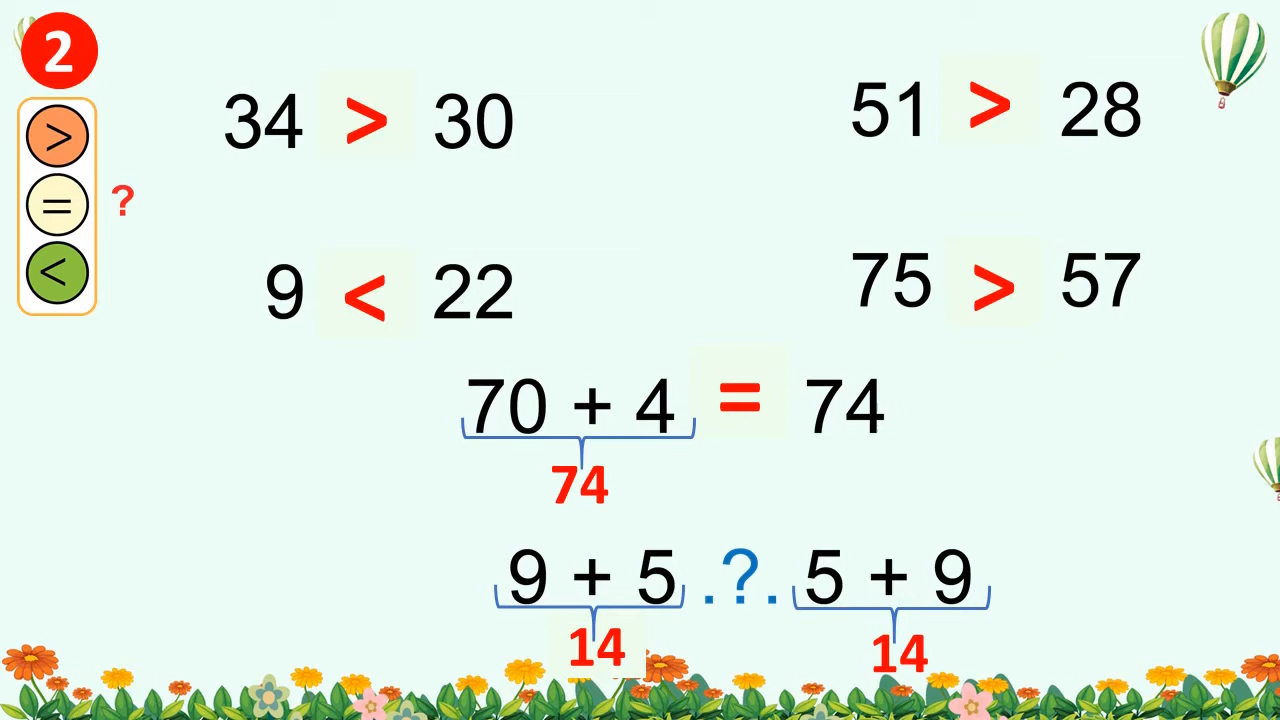 2
>
=
<
?
34 > 30
51 > 28
9 < 22
75 > 57
70 + 4 = 74
74
9 + 5 .?. 5 + 9
14
14